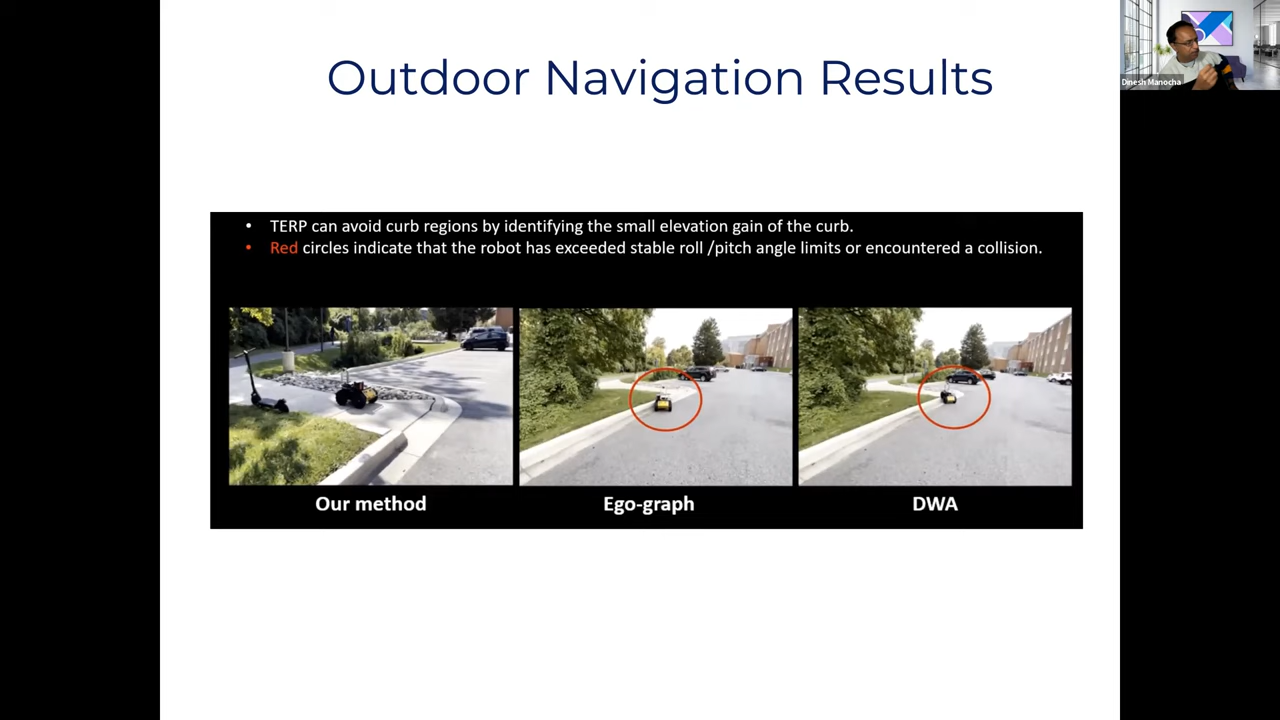 Outdoor Navigation Results
Dinesh Manocha
• TERP can avoid curb regions by identifying the small elevation gain of the curb.
• Red circles indicate that the robot has exceeded stable roll /pitch angle limits or encountered a collision.
Our method
Ego-graph
DWA